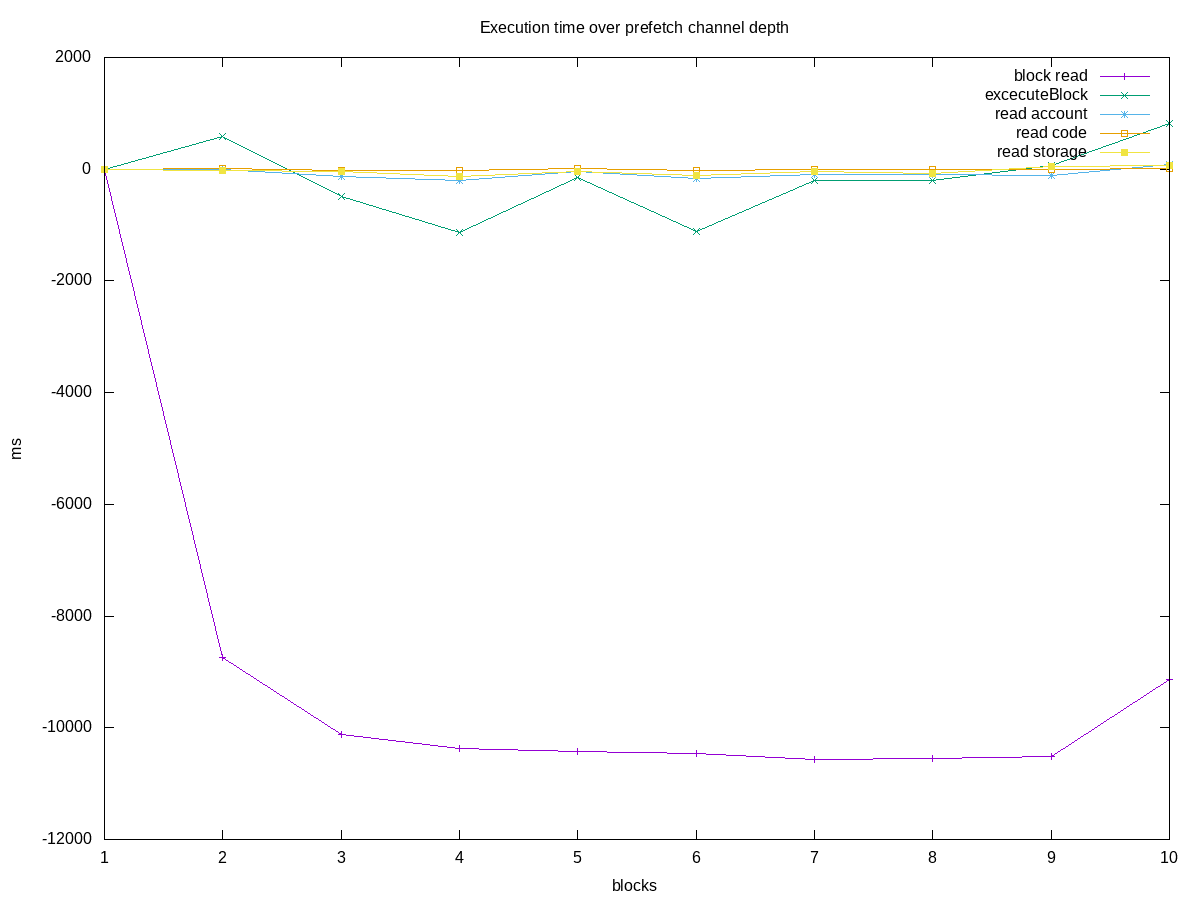 Execution time over prefetch channel depth
2000
block read
excecuteBlock
read account
read code
read storage
0
-2000
-4000
ms
-6000
-8000
-10000
-12000
1 2 3 4 5 6 7 8 9 10
blocks